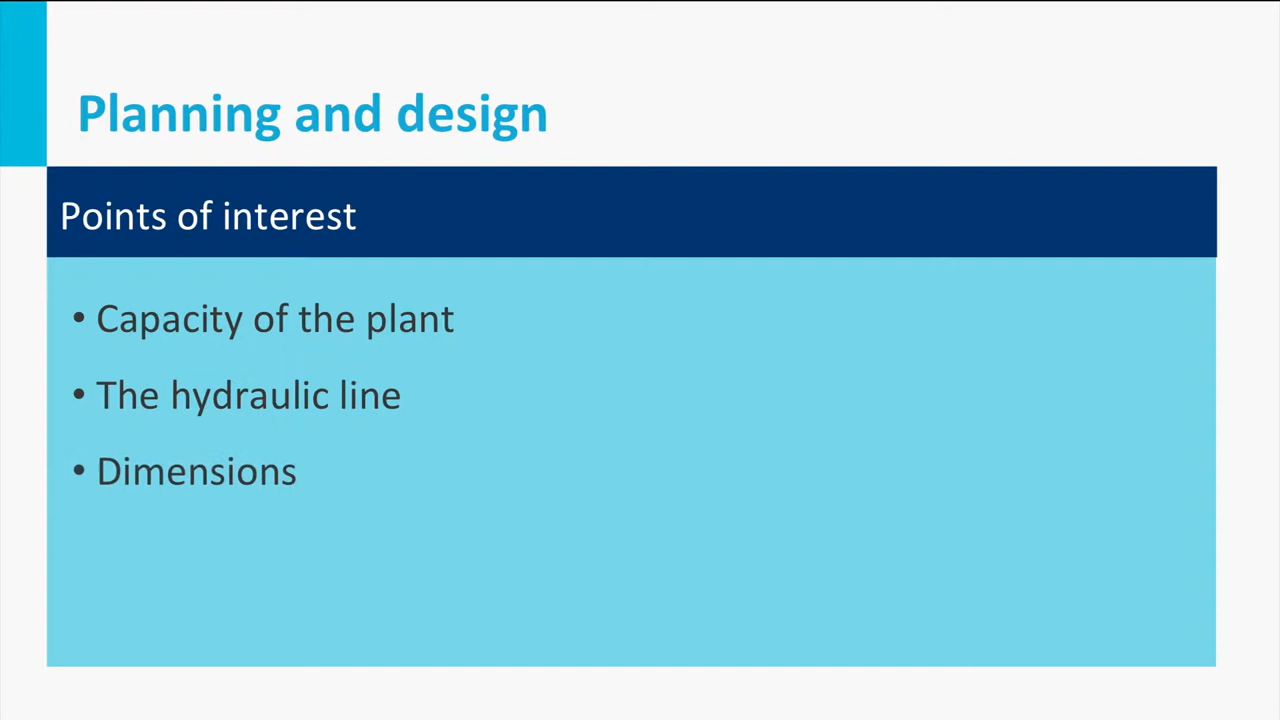 Planning and design
Points of interest
• Capacity of the plant
• The hydraulic line
• Dimensions